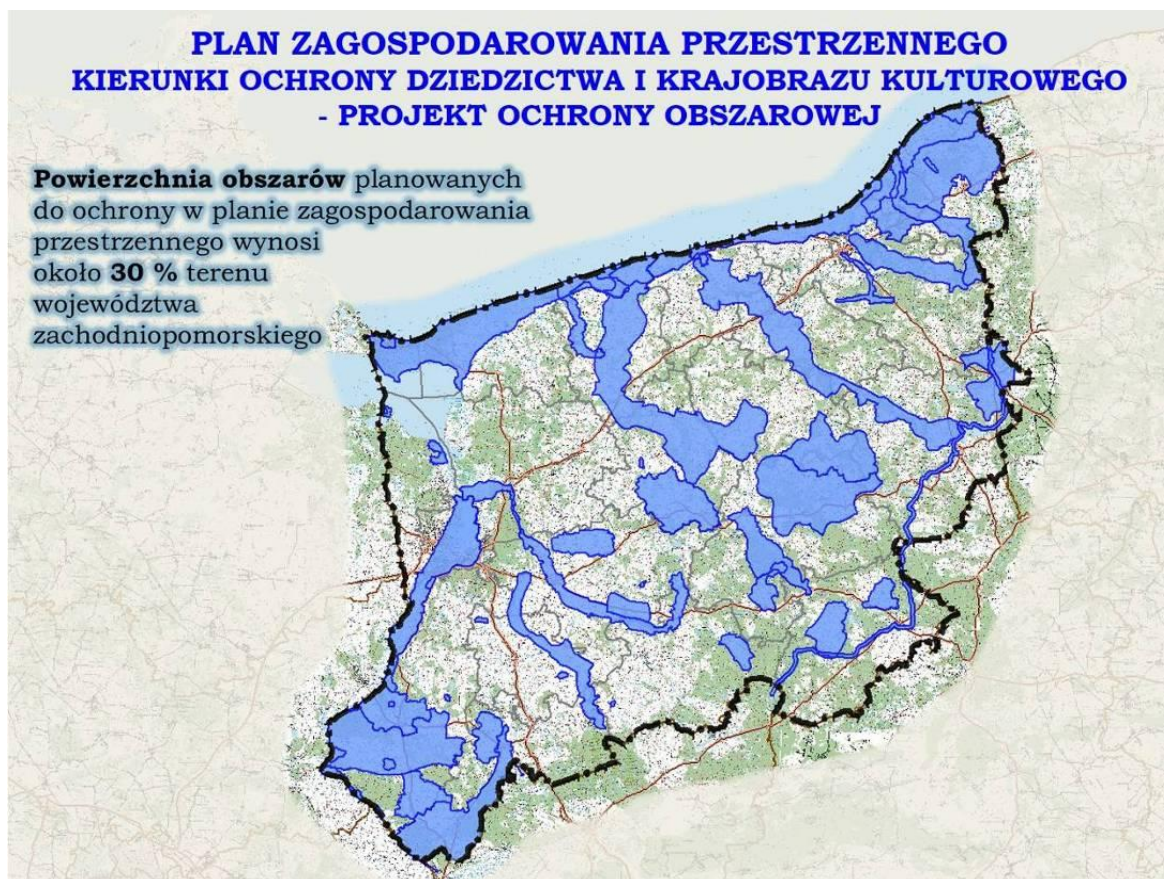 PLAN ZAGOSPODAROWANIA PRZESTRZENNEGO
KIERUNKI OCHRONY DZIEDZICTWA I KRAJOBRAZU KULTUROWEGO
- PROJEKT OCHRONY OBSZAROWEJ
Powierzchnia obszarów planowanych
do ochrony w planie zagospodarowania
przestrzennego wynosi
około 30 % terenu
województwa
zachodniopomorskiego